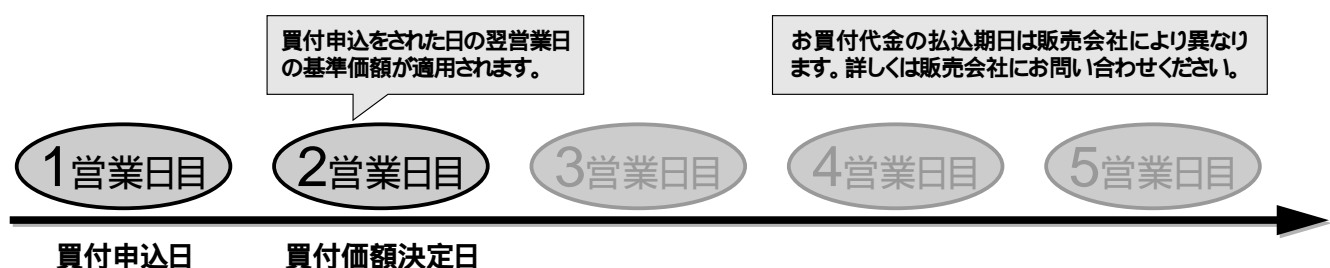 買付申込をされた日の翌営業日
の基準価額が適用されます。
お買付代金の払込期日は販売会社により異なり
ます。詳しくは販売会社にお問い合わせください。
1営業日目
2営業日目
3営業日目
4営業日目
5営業日目
買付申込日
買付価額決定日